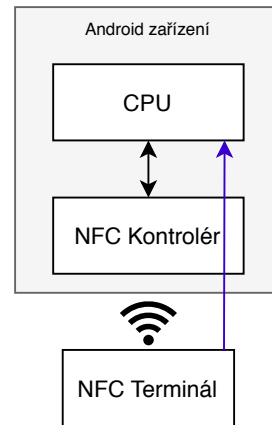 Android zařízení
CPU
NFC Kontrolér
NFC Terminál